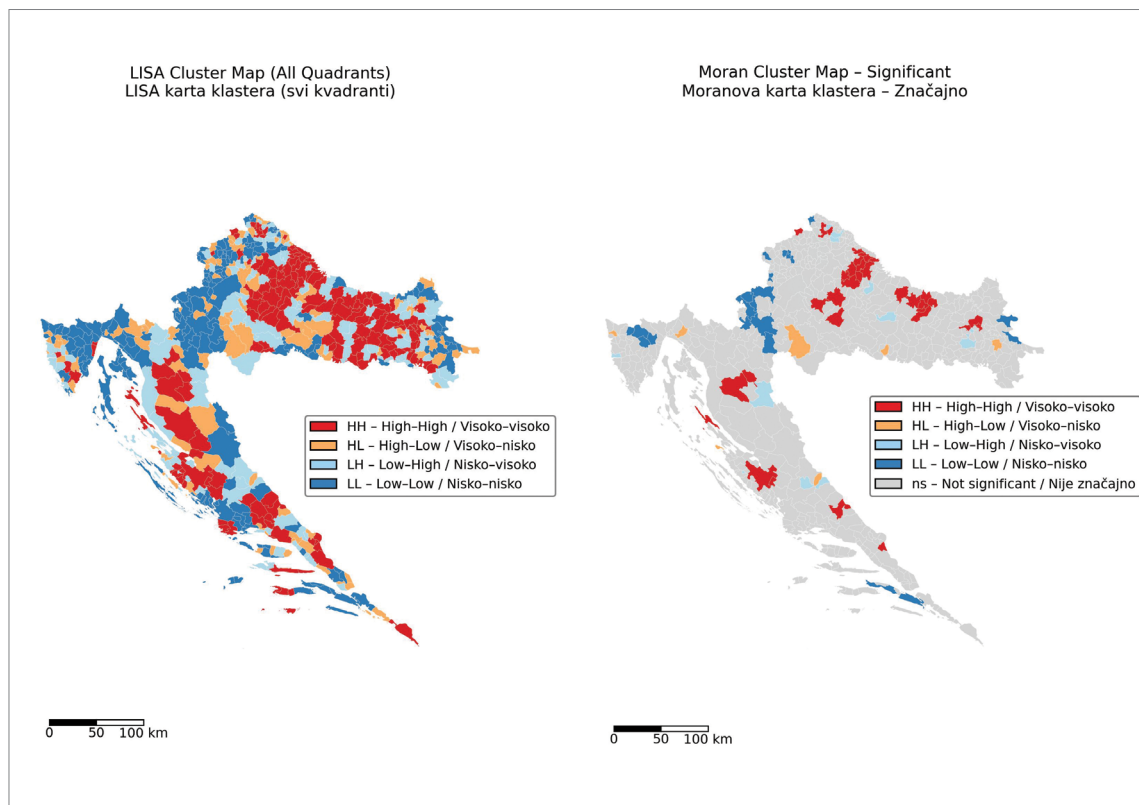 LISA Cluster Map (All Quadrants)
LISA karta klastera (svi kvadranti)
HH – High–High / Visoko–visoko
HL – High–Low / Visoko–nisko
LH – Low–High / Nisko–visoko
LL – Low–Low / Nisko–nisko
0 50 100 km
Moran Cluster Map – Significant
Moranova karta klastera – Značajno
HH – High–High / Visoko–visoko
HL – High–Low / Visoko–nisko
LH – Low–High / Nisko–visoko
LL – Low–Low / Nisko–nisko
ns – Not significant / Nije značajno
0 50 100 km